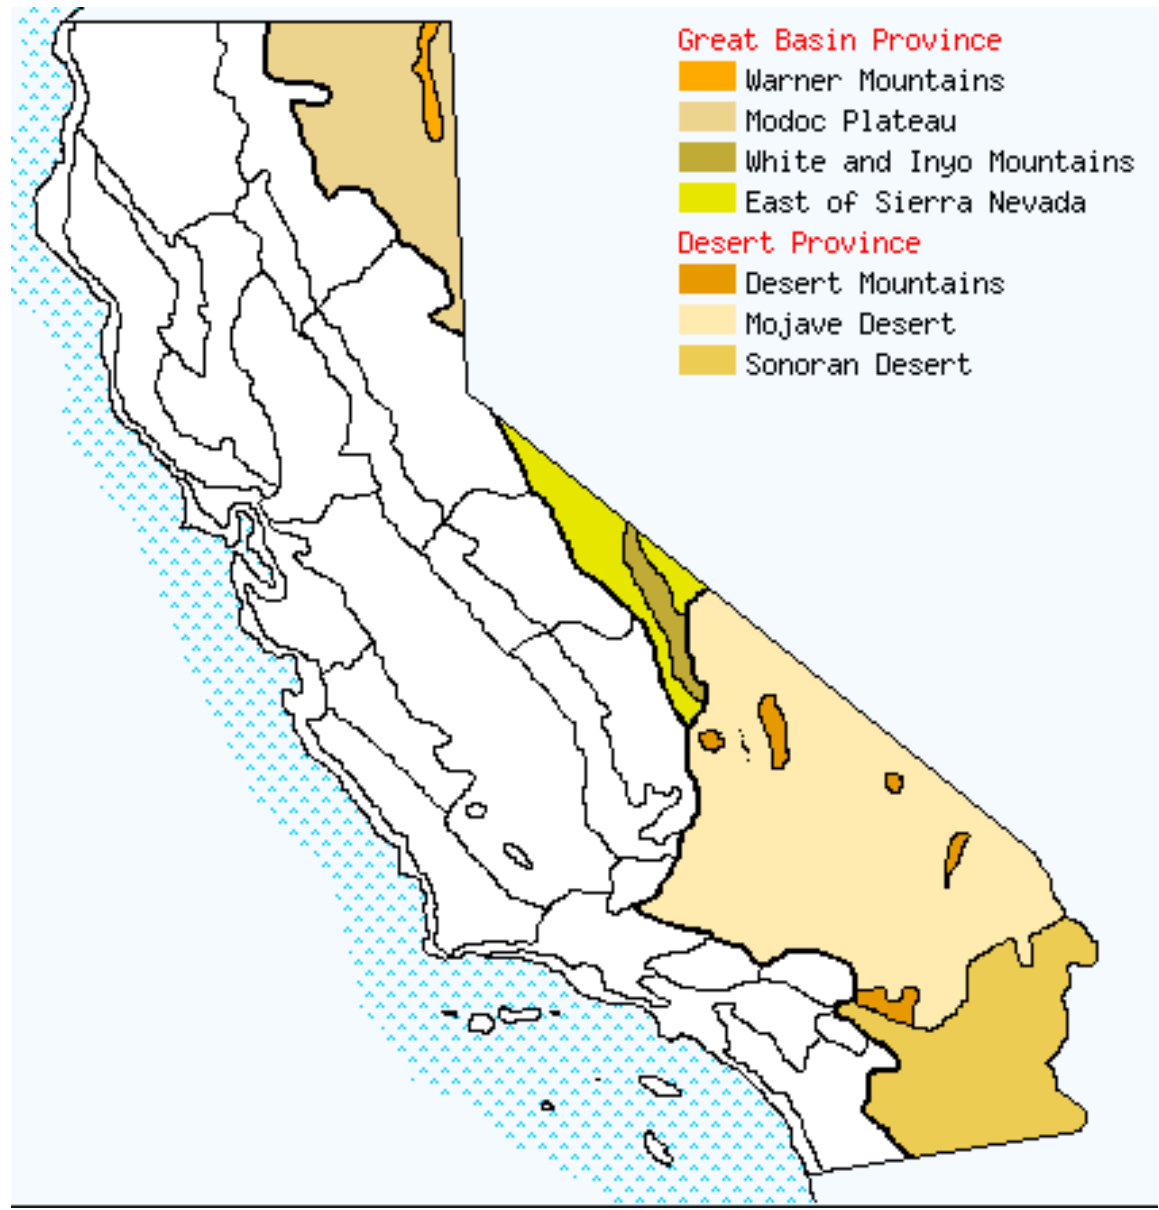 Great Basin Province
Warner Mountains
Modoc Plateau
White and Inyo Mountains
East of Sierra Nevada
Desert Province
Desert Mountains
Mojave Desert
Sonoran Desert